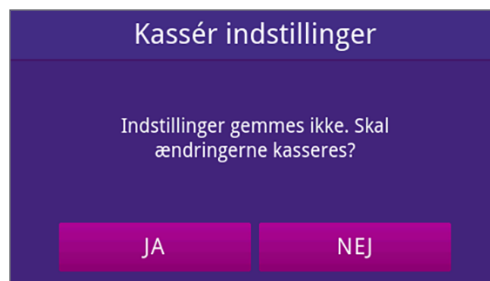 Kassér indstillinger
Indstillinger gemmes ikke. Skal
ændringerne kasseres?
JA
NEJ